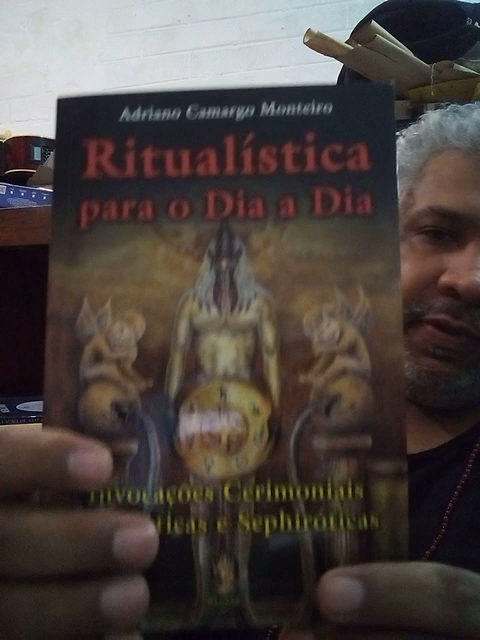 Adriano Camargo Monteiro
Ritualística
para o Dia a Dia
Invocações Cerimoniais
e Sephiróticas